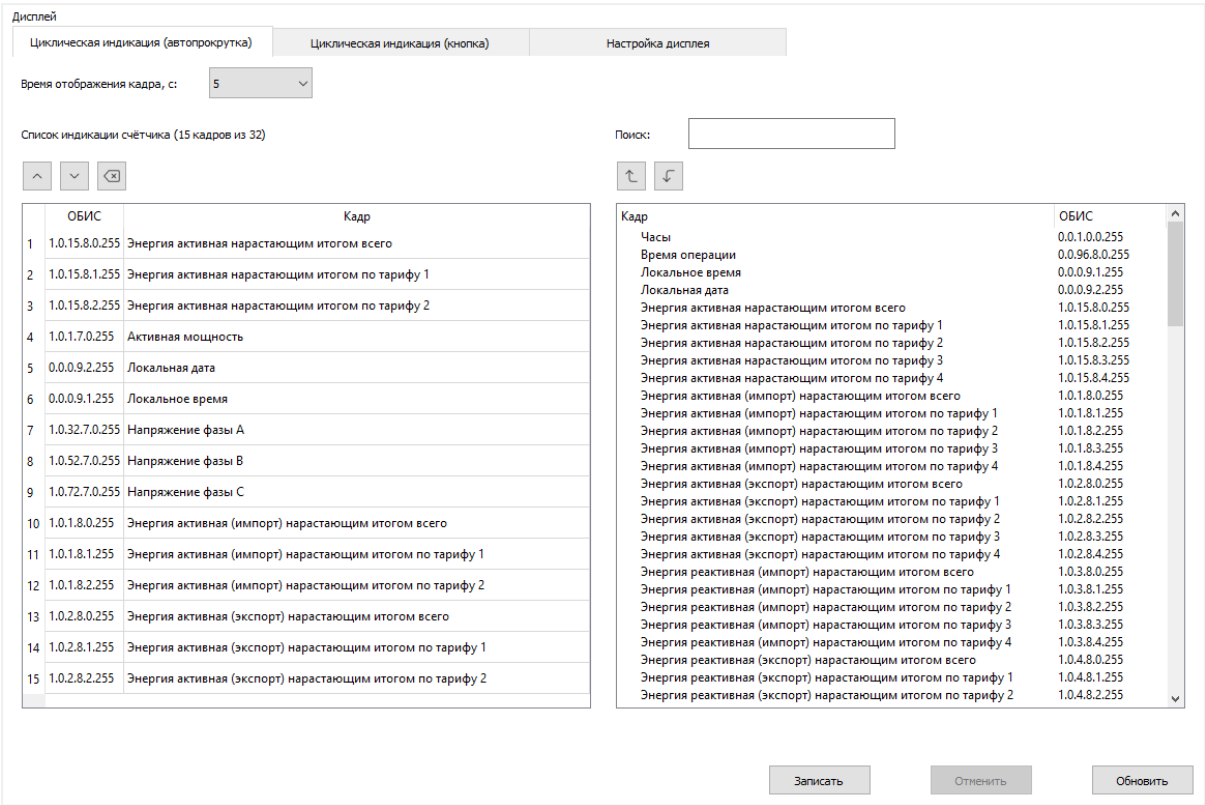 Дисплей
Циклическая индикация (автопрокрутка) Циклическая индикация (кнопка) Настройка дисплея
Время отображения кадра, с: 5
Список индикации счётчика (15 кадров из 32)
Поиск:
ОБИС Кадр
1 1.0.15.8.0.255 Энергия активная нарастающим итогом всего
2 1.0.15.8.1.255 Энергия активная нарастающим итогом по тарифу 1
3 1.0.15.8.2.255 Энергия активная нарастающим итогом по тарифу 2
4 1.0.1.7.0.255 Активная мощность
5 0.0.0.9.2.255 Локальная дата
6 0.0.0.9.1.255 Локальное время
7 1.0.32.7.0.255 Напряжение фазы А
8 1.0.52.7.0.255 Напряжение фазы В
9 1.0.72.7.0.255 Напряжение фазы С
10 1.0.1.8.0.255 Энергия активная (импорт) нарастающим итогом всего
11 1.0.1.8.1.255 Энергия активная (импорт) нарастающим итогом по тарифу 1
12 1.0.1.8.2.255 Энергия активная (импорт) нарастающим итогом по тарифу 2
13 1.0.2.8.0.255 Энергия активная (экспорт) нарастающим итогом всего
14 1.0.2.8.1.255 Энергия активная (экспорт) нарастающим итогом по тарифу 1
15 1.0.2.8.2.255 Энергия активная (экспорт) нарастающим итогом по тарифу 2
Кадр ОБИС
Часы 0.0.1.0.0.255
Время операции 0.0.96.8.0.255
Локальное время 0.0.0.9.1.255
Локальная дата 0.0.0.9.2.255
Энергия активная нарастающим итогом всего 1.0.15.8.0.255
Энергия активная нарастающим итогом по тарифу 1 1.0.15.8.1.255
Энергия активная нарастающим итогом по тарифу 2 1.0.15.8.2.255
Энергия активная нарастающим итогом по тарифу 3 1.0.15.8.3.255
Энергия активная нарастающим итогом по тарифу 4 1.0.15.8.4.255
Энергия активная (импорт) нарастающим итогом всего 1.0.1.8.0.255
Энергия активная (импорт) нарастающим итогом по тарифу 1 1.0.1.8.1.255
Энергия активная (импорт) нарастающим итогом по тарифу 2 1.0.1.8.2.255
Энергия активная (импорт) нарастающим итогом по тарифу 3 1.0.1.8.3.255
Энергия активная (импорт) нарастающим итогом по тарифу 4 1.0.1.8.4.255
Энергия активная (экспорт) нарастающим итогом всего 1.0.2.8.0.255
Энергия активная (экспорт) нарастающим итогом по тарифу 1 1.0.2.8.1.255
Энергия активная (экспорт) нарастающим итогом по тарифу 2 1.0.2.8.2.255
Энергия активная (экспорт) нарастающим итогом по тарифу 3 1.0.2.8.3.255
Энергия активная (экспорт) нарастающим итогом по тарифу 4 1.0.2.8.4.255
Энергия реактивная (импорт) нарастающим итогом всего 1.0.3.8.0.255
Энергия реактивная (импорт) нарастающим итогом по тарифу 1 1.0.3.8.1.255
Энергия реактивная (импорт) нарастающим итогом по тарифу 2 1.0.3.8.2.255
Энергия реактивная (импорт) нарастающим итогом по тарифу 3 1.0.3.8.3.255
Энергия реактивная (импорт) нарастающим итогом по тарифу 4 1.0.3.8.4.255
Энергия реактивная (экспорт) нарастающим итогом всего 1.0.4.8.0.255
Энергия реактивная (экспорт) нарастающим итогом по тарифу 1 1.0.4.8.1.255
Энергия реактивная (экспорт) нарастающим итогом по тарифу 2 1.0.4.8.2.255
Записать Отменить Обновить